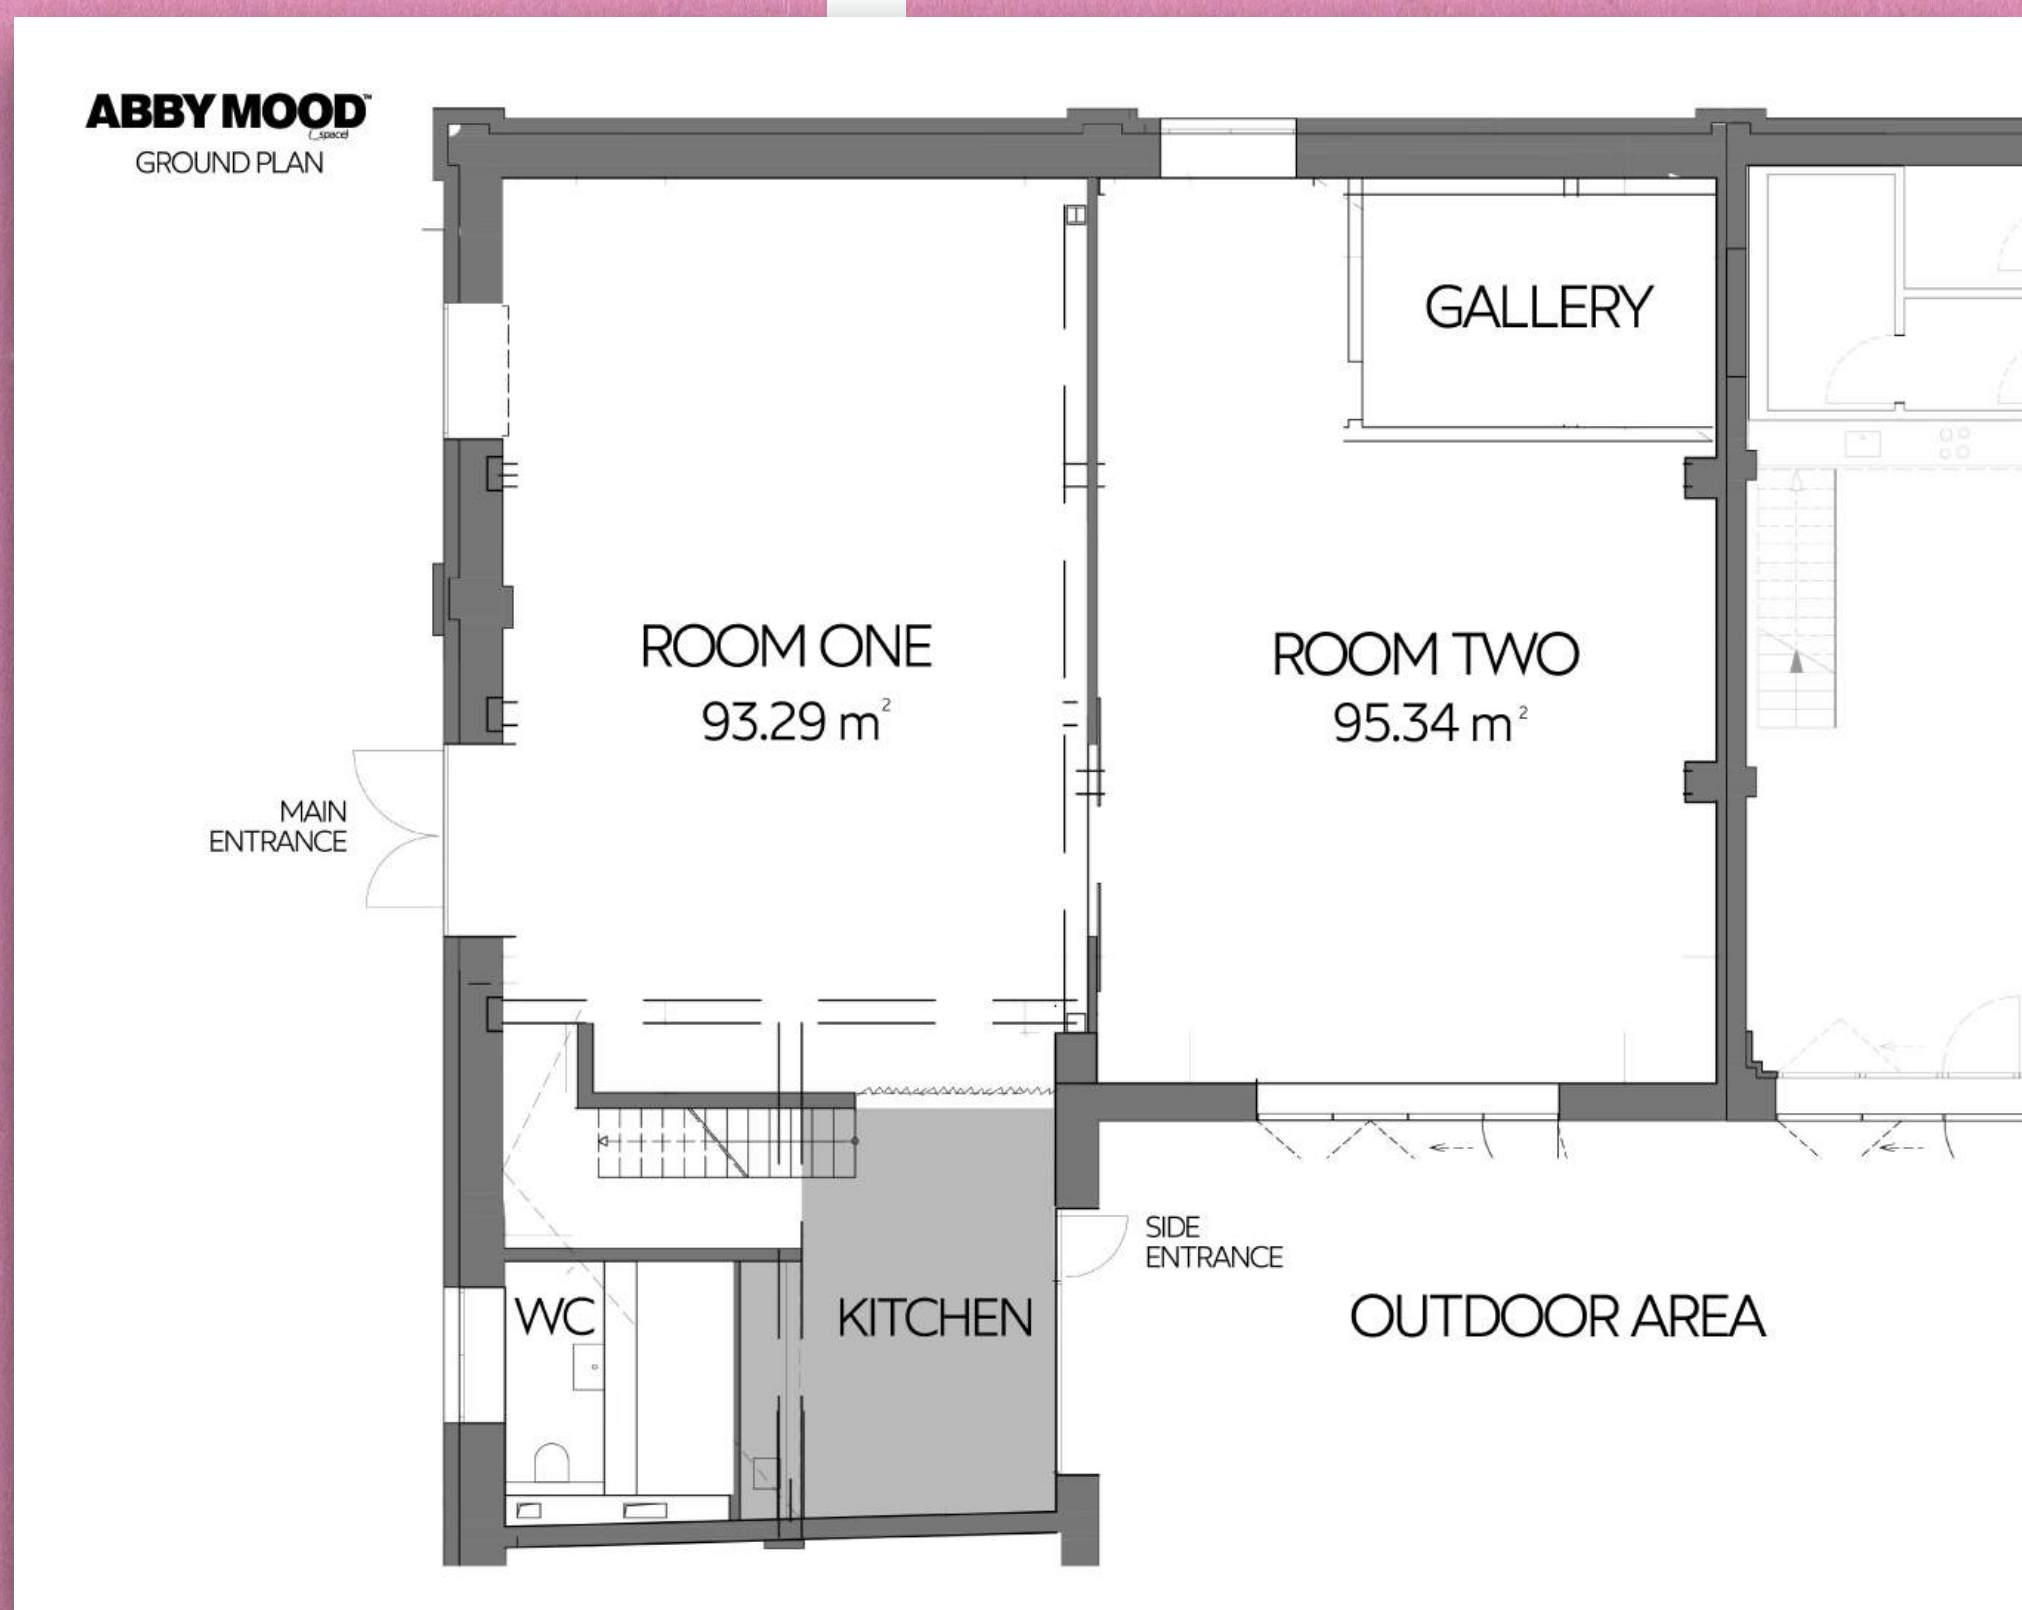 ABBY MOOD™
(_space)
GROUND PLAN
GALLERY
ROOM ONE
93.29 m²
ROOM TWO
95.34 m²
MAIN
ENTRANCE
SIDE
ENTRANCE
WC
KITCHEN
OUTDOOR AREA